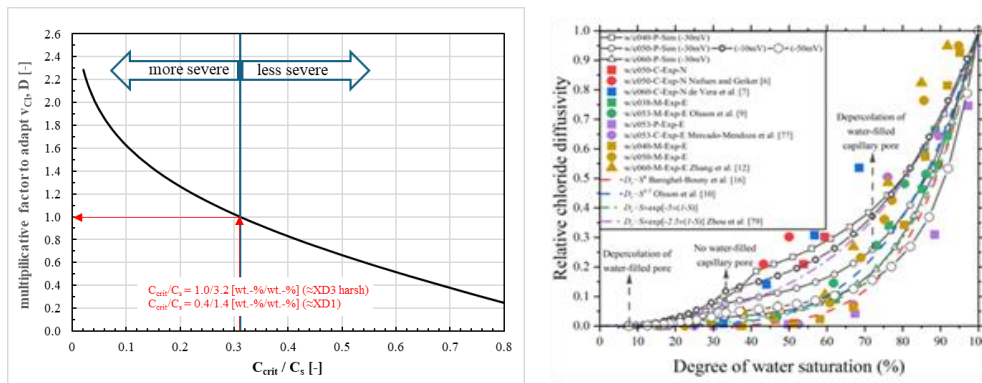 multiplicative factor to adapt vCl, D [-]
2.6
2.4
2.2
2.0
1.8
1.6
1.4
1.2
1.0
0.8
0.6
0.4
0.2
0.0
more severe
less severe
Ccrit/Cs = 1.0/3.2 [wt.-%/wt.-%] (≈XD3 harsh)
Ccrit/Cs = 0.4/1.4 [wt.-%/wt.-%] (≈XD1)
0 0.1 0.2 0.3 0.4 0.5 0.6 0.7 0.8
Ccrit / Cs [-]
Relative chloride diffusivity
1.0
0.9
0.8
0.7
0.6
0.5
0.4
0.3
0.2
0.1
0.0
w/c040-P-Sim (-30mV)
w/c050-P-Sim (-30mV) (-10mV) (-50mV)
w/c060-P-Sim (-30mV)
w/c050-C-Exp-N
w/c050-C-Exp-N Nielsen and Geiker [6]
w/c060-C-Exp-N de Vera et al. [7]
w/c038-M-Exp-E
w/c053-M-Exp-E Olsson et al. [9]
w/c053-P-Exp-E
w/c053-C-Exp-E Mercado-Mendoza et al. [77]
w/c040-M-Exp-E
w/c050-M-Exp-E
w/c060-M-Exp-E Zhang et al. [12]
Baroghel-Bouny et al. [16]
Olsson et al. [10]
Zhou et al. [79]
Depercolation of
water-filled
capillary pore
No water-filled
capillary pore
Depercolation of
water-filled pore
0 10 20 30 40 50 60 70 80 90 100
Degree of water saturation (%)